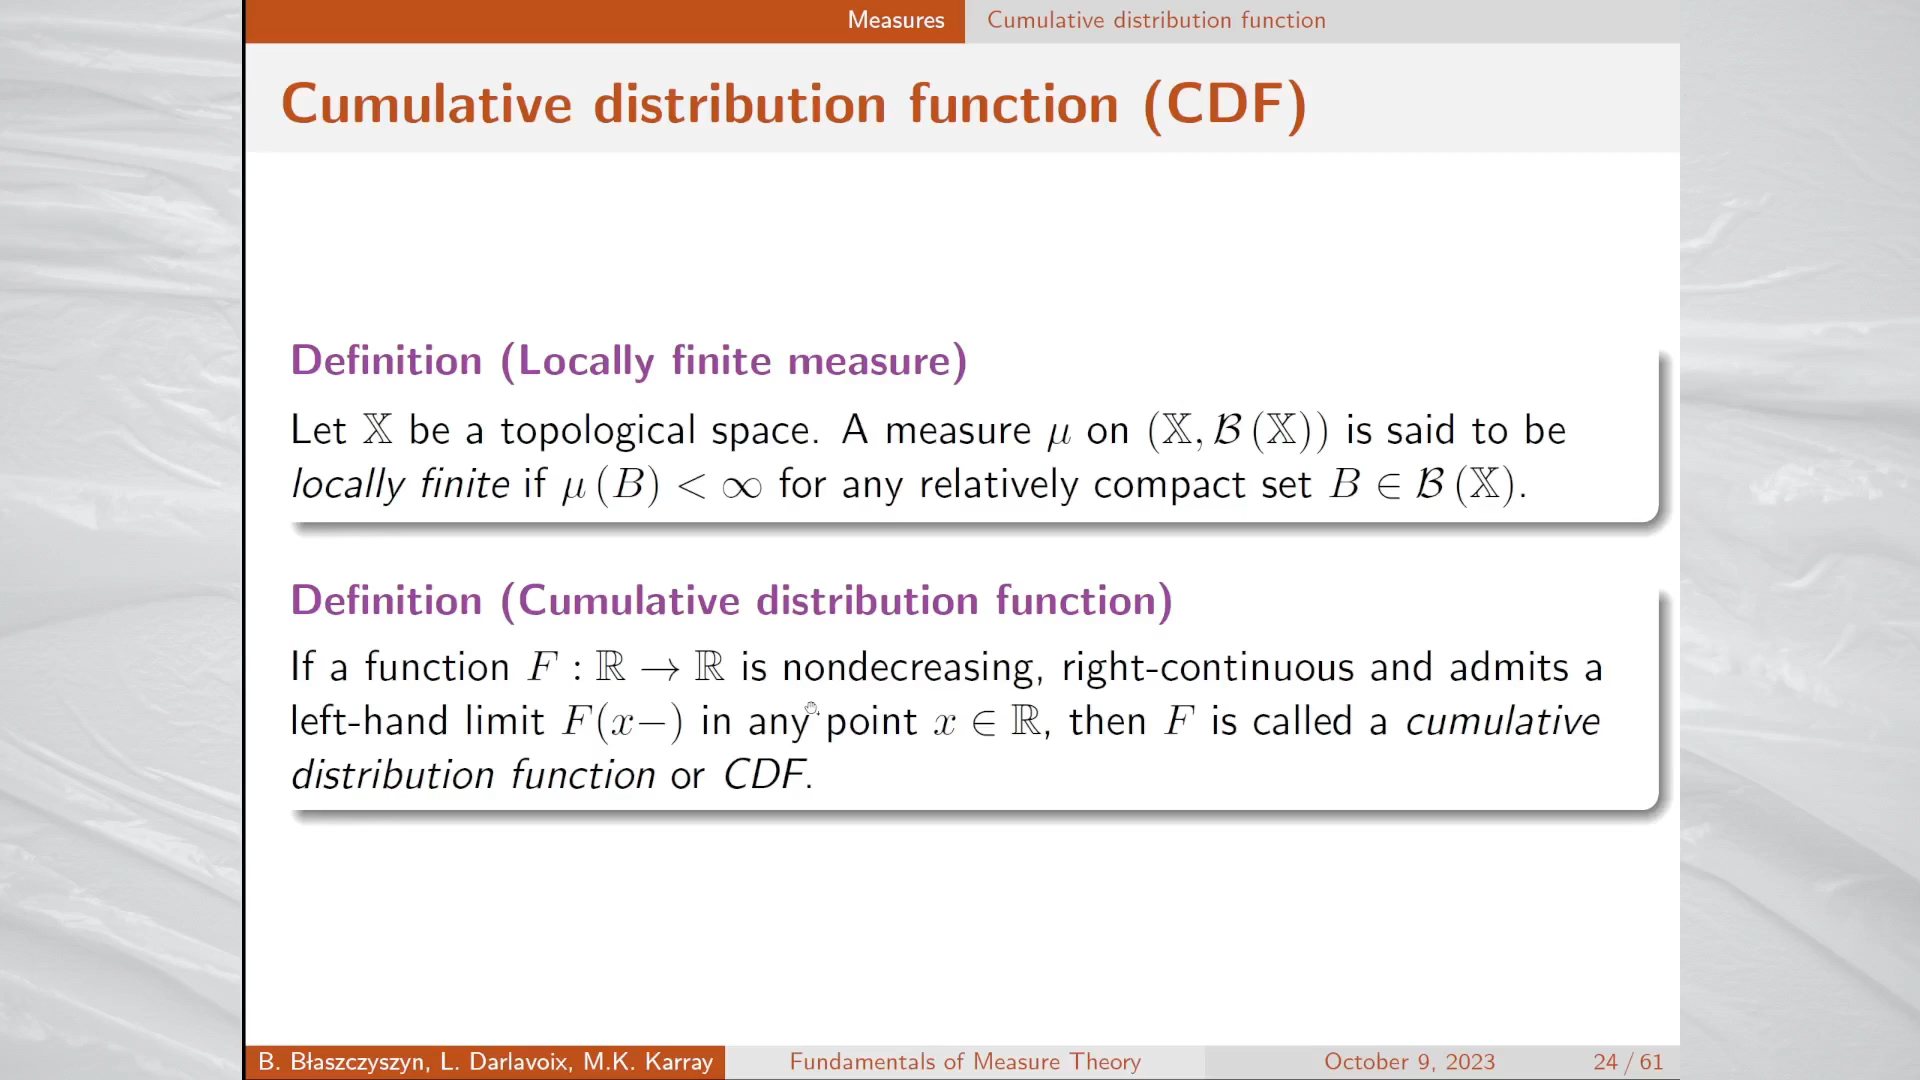 Measures Cumulative distribution function
Cumulative distribution function (CDF)
Definition (Locally finite measure)
Let 𝕏 be a topological space. A measure μ on (𝕏, ℬ (𝕏)) is said to be
locally finite if μ (B) < ∞ for any relatively compact set B ∈ ℬ (𝕏).
Definition (Cumulative distribution function)
If a function F : ℝ → ℝ is nondecreasing, right-continuous and admits a
left-hand limit F(x−) in any point x ∈ ℝ, then F is called a cumulative
distribution function or CDF.
B. Błaszczyszyn, L. Darlavoix, M.K. Karray Fundamentals of Measure Theory October 9, 2023 24 / 61